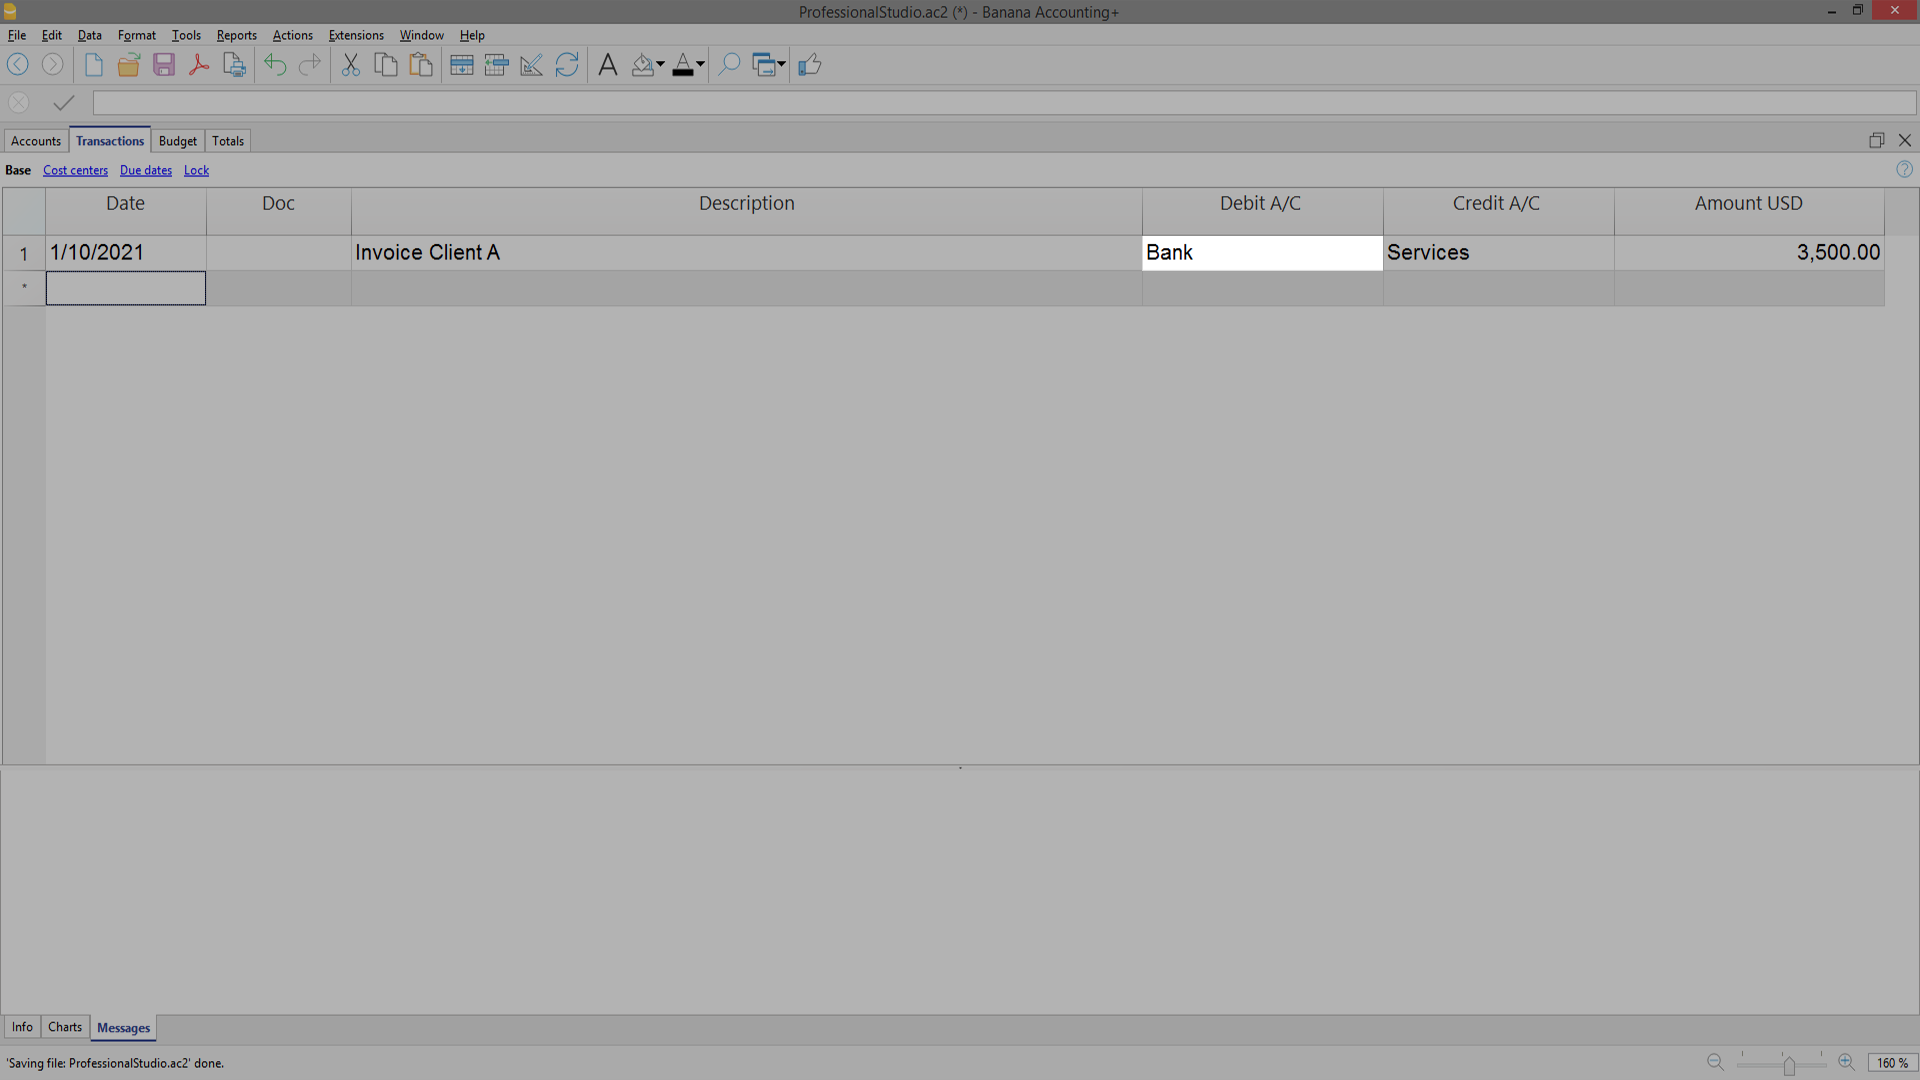 ProfessionalStudio.ac2 (*) - Banana Accounting+
File Edit Data Format Tools Reports Actions Extensions Window Help
Accounts Transactions Budget Totals
Base Cost centers Due dates Lock
Date Doc Description Debit A/C Credit A/C Amount USD
1 1/10/2021 Invoice Client A Bank Services 3,500.00
*
Info Charts Messages
'Saving file: ProfessionalStudio.ac2' done.
160 %